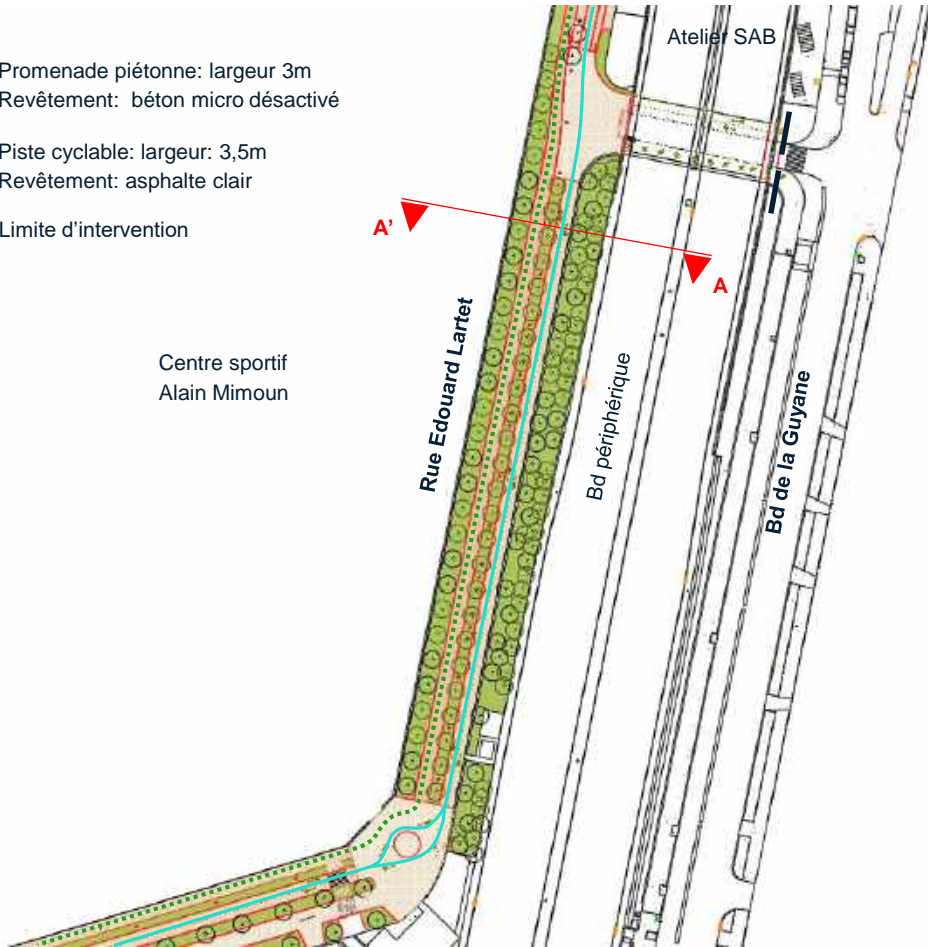 Atelier SAB
Promenade piétonne: largeur 3m
Revêtement: béton micro désactivé
Piste cyclable: largeur: 3,5m
Revêtement: asphalte clair
Limite d'intervention
A'
A
Centre sportif
Alain Mimoun
Rue Edouard Lartet
Bd périphérique
Bd de la Guyane